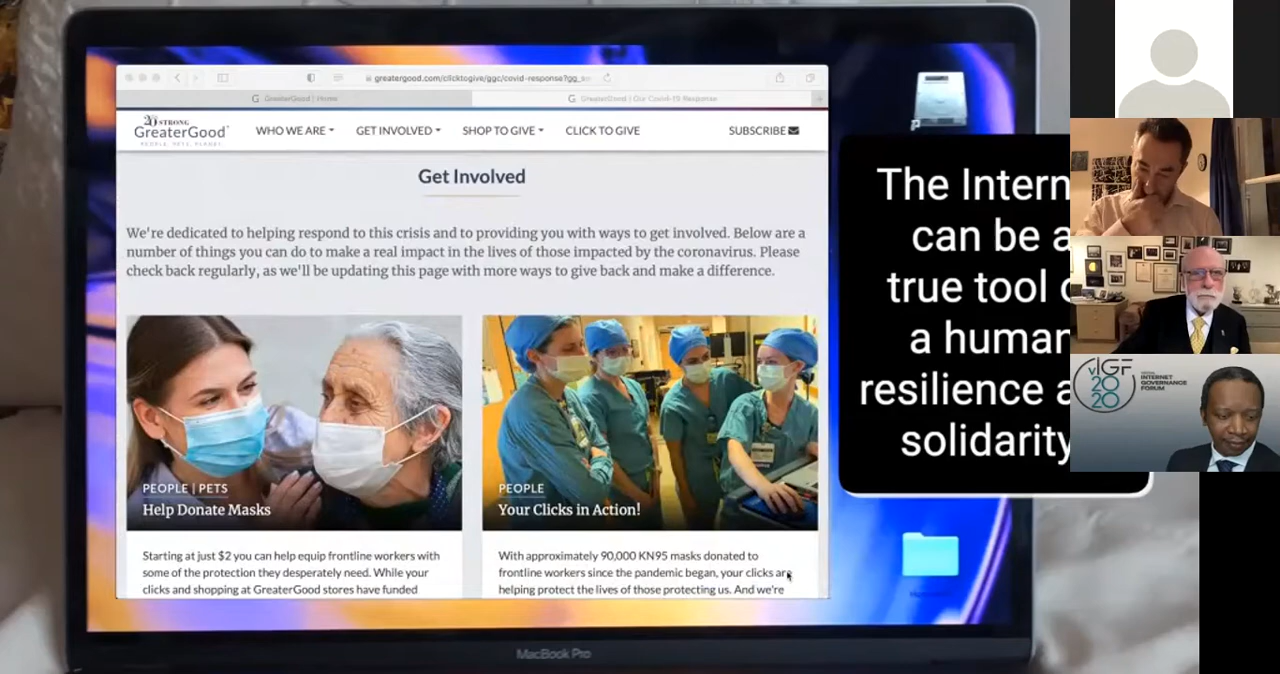 greatergood.com/clicktogive/ggc/covid-response?gg_so
GreaterGood | Home
GreaterGood | Our Covid-19 Response
20 STRONG
GreaterGood
PEOPLE, PETS, PLANET
WHO WE ARE
GET INVOLVED
SHOP TO GIVE
CLICK TO GIVE
SUBSCRIBE
Get Involved
We're dedicated to helping respond to this crisis and to providing you with ways to get involved. Below are a
number of things you can do to make a real impact in the lives of those impacted by the coronavirus. Please
check back regularly, as we'll be updating this page with more ways to give back and make a difference.
PEOPLE | PETS
Help Donate Masks
Starting at just $2 you can help equip frontline workers with
some of the protection they desperately need. While your
clicks and shopping at GreaterGood stores have funded
PEOPLE
Your Clicks in Action!
With approximately 90,000 KN95 masks donated to
frontline workers since the pandemic began, your clicks are
helping protect the lives of those protecting us. And we're
The Intern
can be a
true tool
a human
resilience a
solidarity
vIGF
2020
INTERNET
GOVERNANCE
FORUM
MacBook Pro